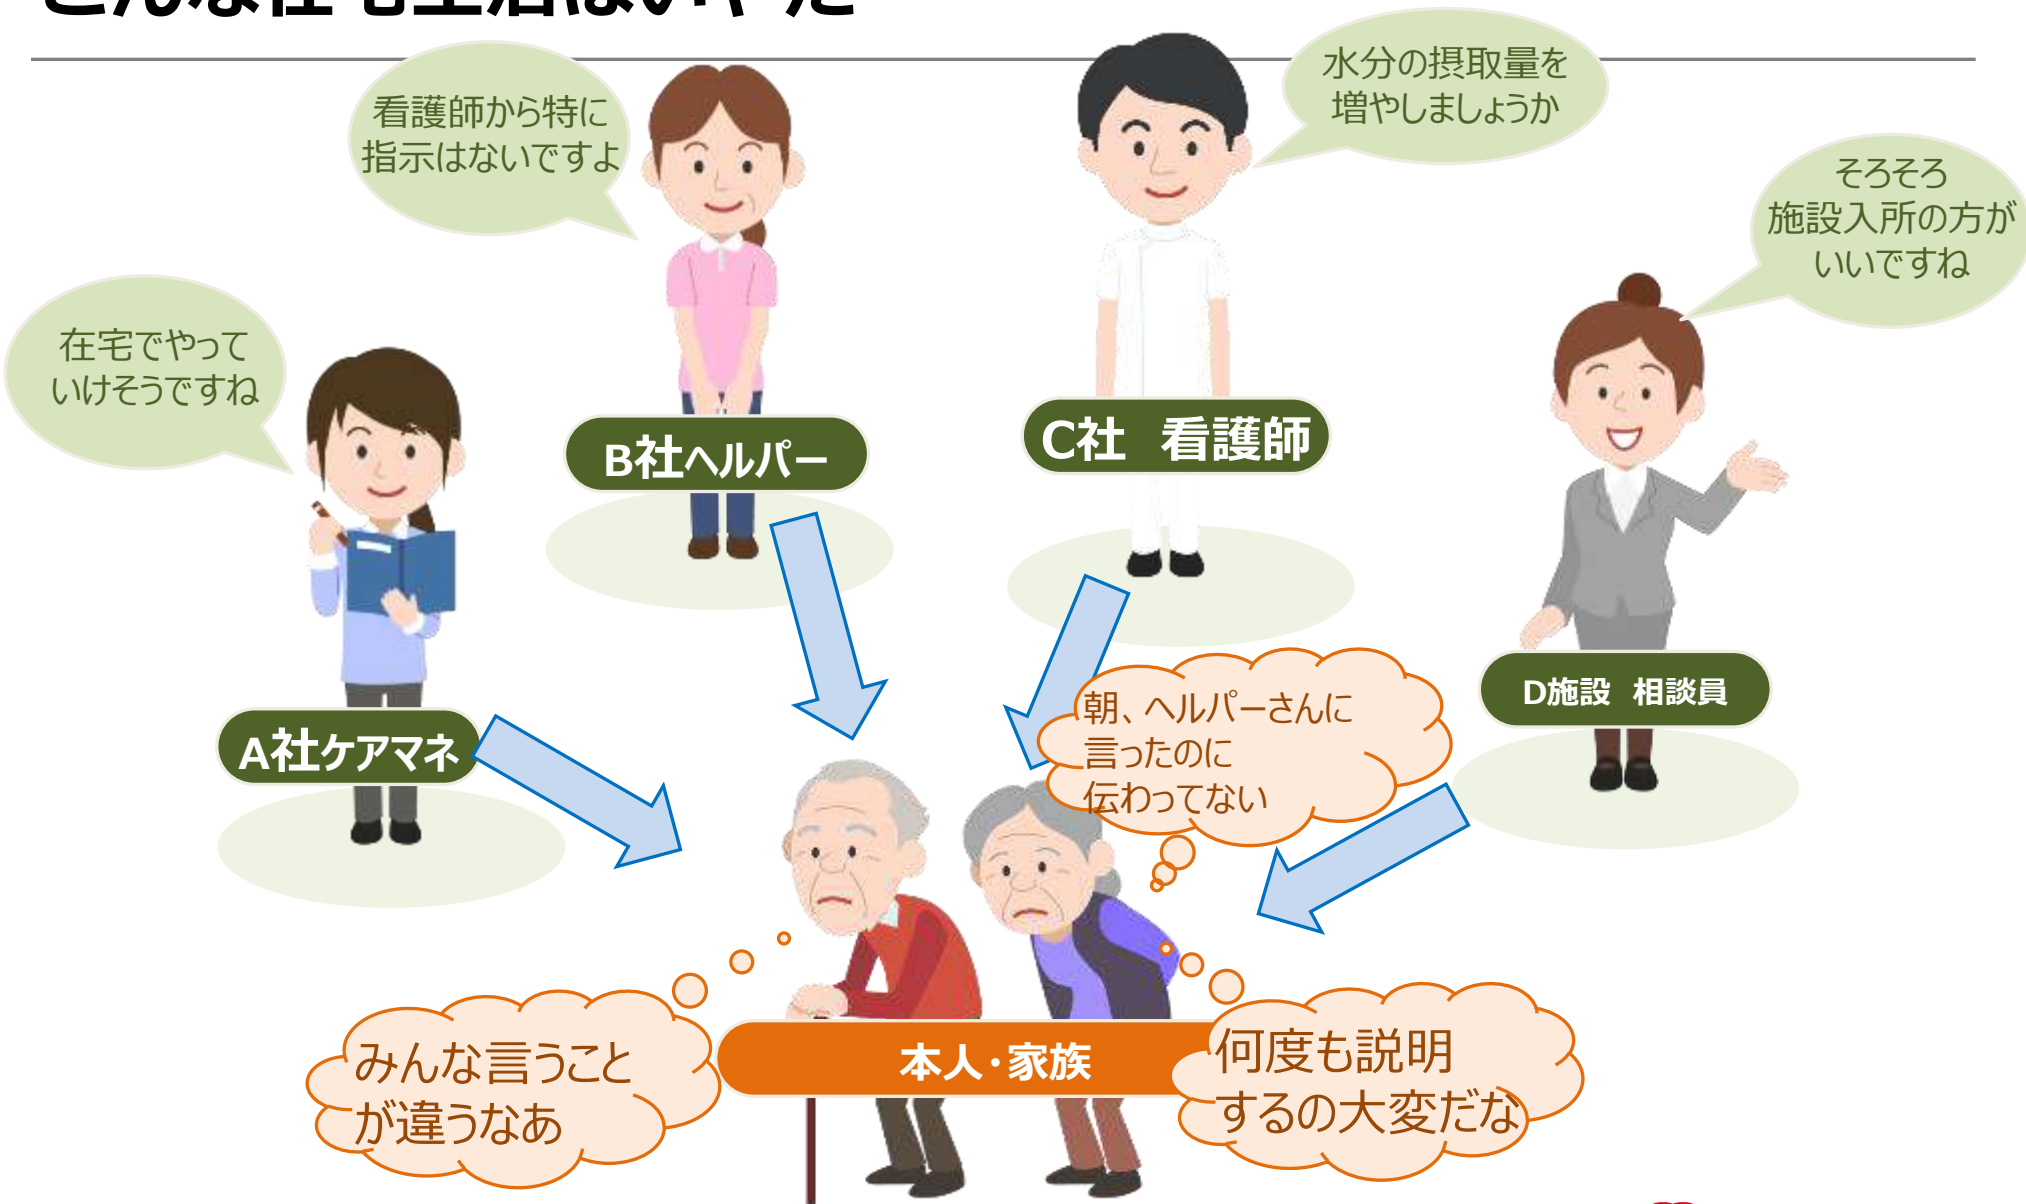 看護師から特に
指示はないですよ
水分の摂取量を
増やしましょうか
そろそろ
施設入所の方が
いいですね
在宅でやって
いけそうですね
B社ヘルパー
C社 看護師
D施設 相談員
A社ケアマネ
朝、ヘルパーさんに
言ったのに
伝わってない
みんな言うこと
が違うなあ
本人・家族
何度も説明
するの大変だな